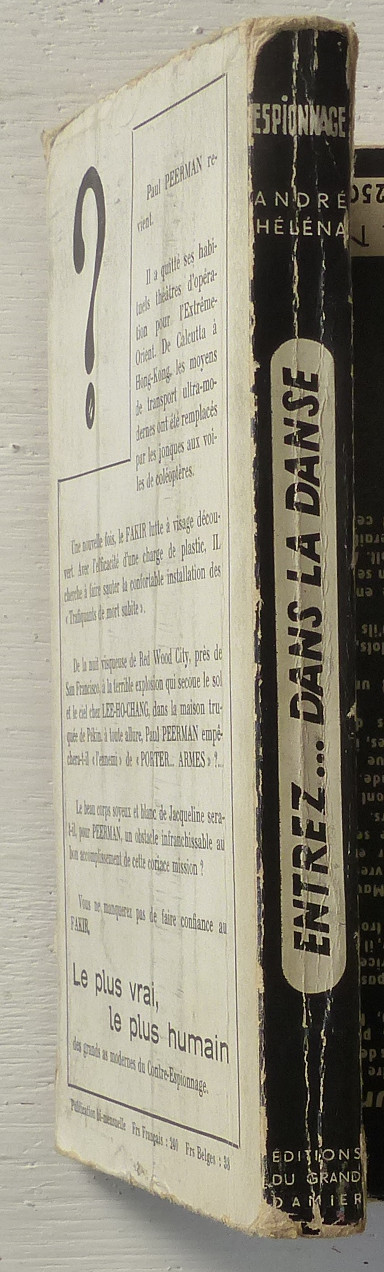 ?
Paul PEERMAN re-
vient.
Il a quitté ses habi-
tuels théâtres d'opéra-
tion pour l'Extrême-
Orient. De Calcutta à
Hong-Kong, les moyens
de transport ultra-mo-
dernes ont été remplacés
par les jonques aux voi-
les de coléoptères.
Une nouvelle fois, le FAKIR lutte à visage décou-
vert. Avec l'efficacité d'une charge de plastic, IL
cherche à faire sauter la confortable installation des
« Trafiquants de mort subite ».
De la nuit visqueuse de Red Wood City, près de
San Francisco, à la terrible explosion qui secoue le sol
et le ciel chez LEE-HO-CHANG, dans la maison tru-
quée de Pékin, à toute allure, Paul PEERMAN empê-
chera-t-il « l'ennemi » de « PORTER... ARMES » ?...
Le beau corps soyeux et blanc de Jacqueline sera-
t-il, pour PEERMAN, un obstacle infranchissable au
bon accomplissement de cette coriace mission ?
Vous ne manquerez pas de faire confiance au
FAKIR,
Le plus vrai,
le plus humain
des grands as modernes du Contre-Espionnage.
Publication bi-mensuelle Frs Français : 240 Frs Belges : 38
ESPIONNAGE
ANDRÉ
HÉLÉNA
ENTREZ... DANS LA DANSE
EDITIONS
DU GRAND
DAMIER